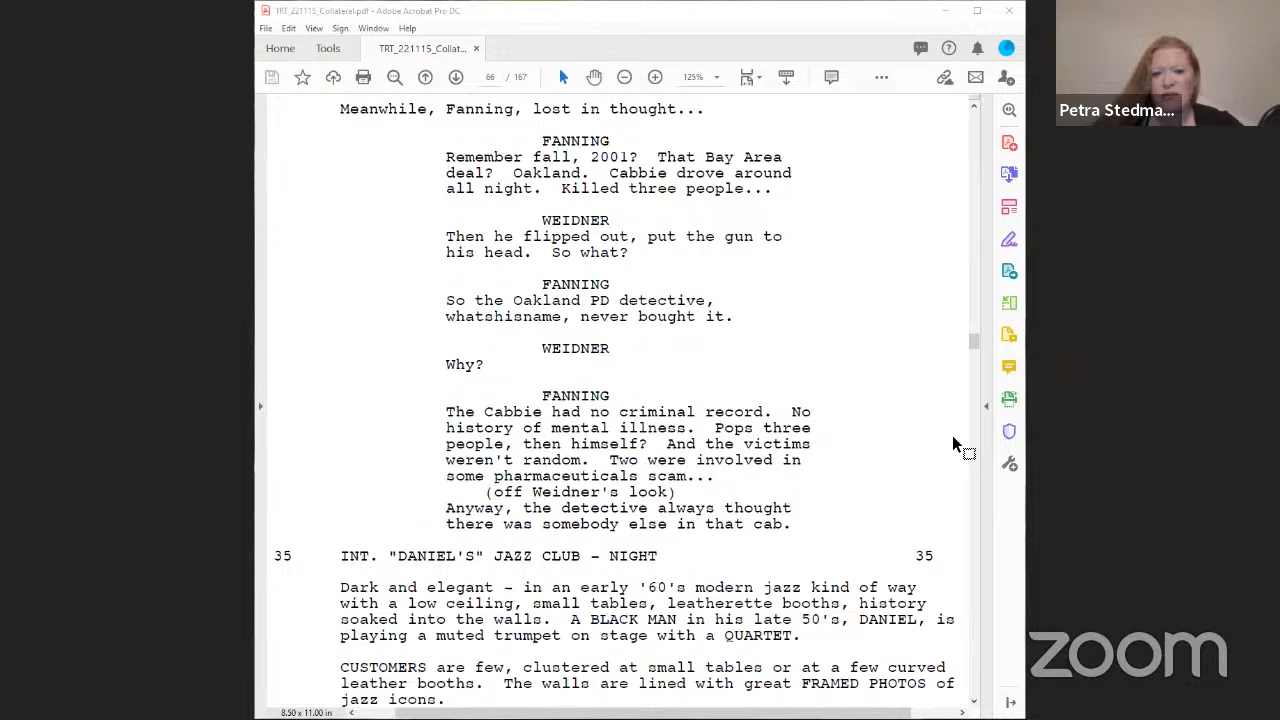 TRT_221115_Collateral.pdf - Adobe Acrobat Pro DC
File Edit View Sign Window Help
Home Tools TRT_221115_Collat... ×
66 / 167 125%
Meanwhile, Fanning, lost in thought...
FANNING
Remember fall, 2001? That Bay Area
deal? Oakland. Cabbie drove around
all night. Killed three people...
WEIDNER
Then he flipped out, put the gun to
his head. So what?
FANNING
So the Oakland PD detective,
whatshisname, never bought it.
WEIDNER
Why?
FANNING
The Cabbie had no criminal record. No
history of mental illness. Pops three
people, then himself? And the victims
weren't random. Two were involved in
some pharmaceuticals scam...
(off Weidner's look)
Anyway, the detective always thought
there was somebody else in that cab.
35 INT. "DANIEL'S" JAZZ CLUB - NIGHT 35
Dark and elegant - in an early '60's modern jazz kind of way
with a low ceiling, small tables, leatherette booths, history
soaked into the walls. A BLACK MAN in his late 50's, DANIEL, is
playing a muted trumpet on stage with a QUARTET.
CUSTOMERS are few, clustered at small tables or at a few curved
leather booths. The walls are lined with great FRAMED PHOTOS of
jazz icons.
8.50 x 11.00 in
Petra Stedma...
zoom